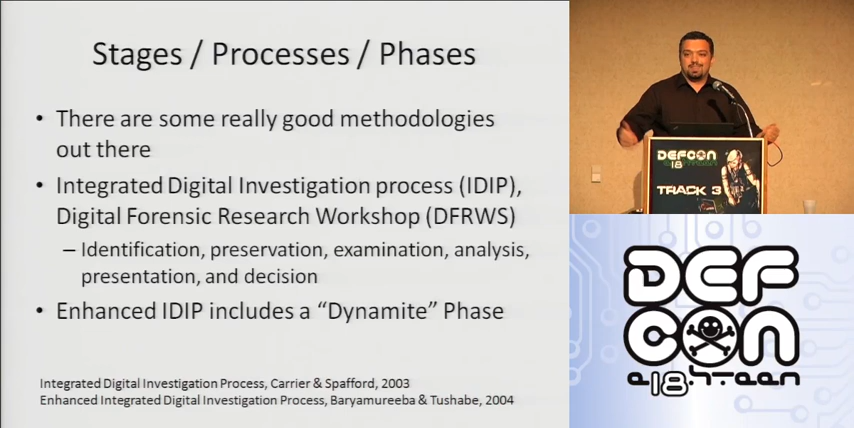 Stages / Processes / Phases
• There are some really good methodologies
out there
• Integrated Digital Investigation process (IDIP),
Digital Forensic Research Workshop (DFRWS)
– Identification, preservation, examination, analysis,
presentation, and decision
• Enhanced IDIP includes a “Dynamite” Phase
Integrated Digital Investigation Process, Carrier & Spafford, 2003
Enhanced Integrated Digital Investigation Process, Baryamureeba & Tushabe, 2004
DEFCON
18
TRACK 3
DEF
CON
e18hteen